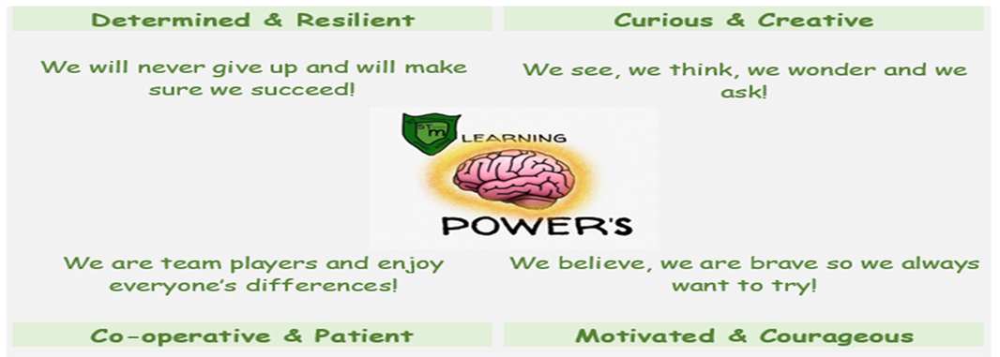 Determined & Resilient
Curious & Creative
We will never give up and will make
sure we succeed!
We see, we think, we wonder and we
ask!
ST
m
LEARNING
POWER'S
We are team players and enjoy
everyone's differences!
We believe, we are brave so we always
want to try!
Co-operative & Patient
Motivated & Courageous